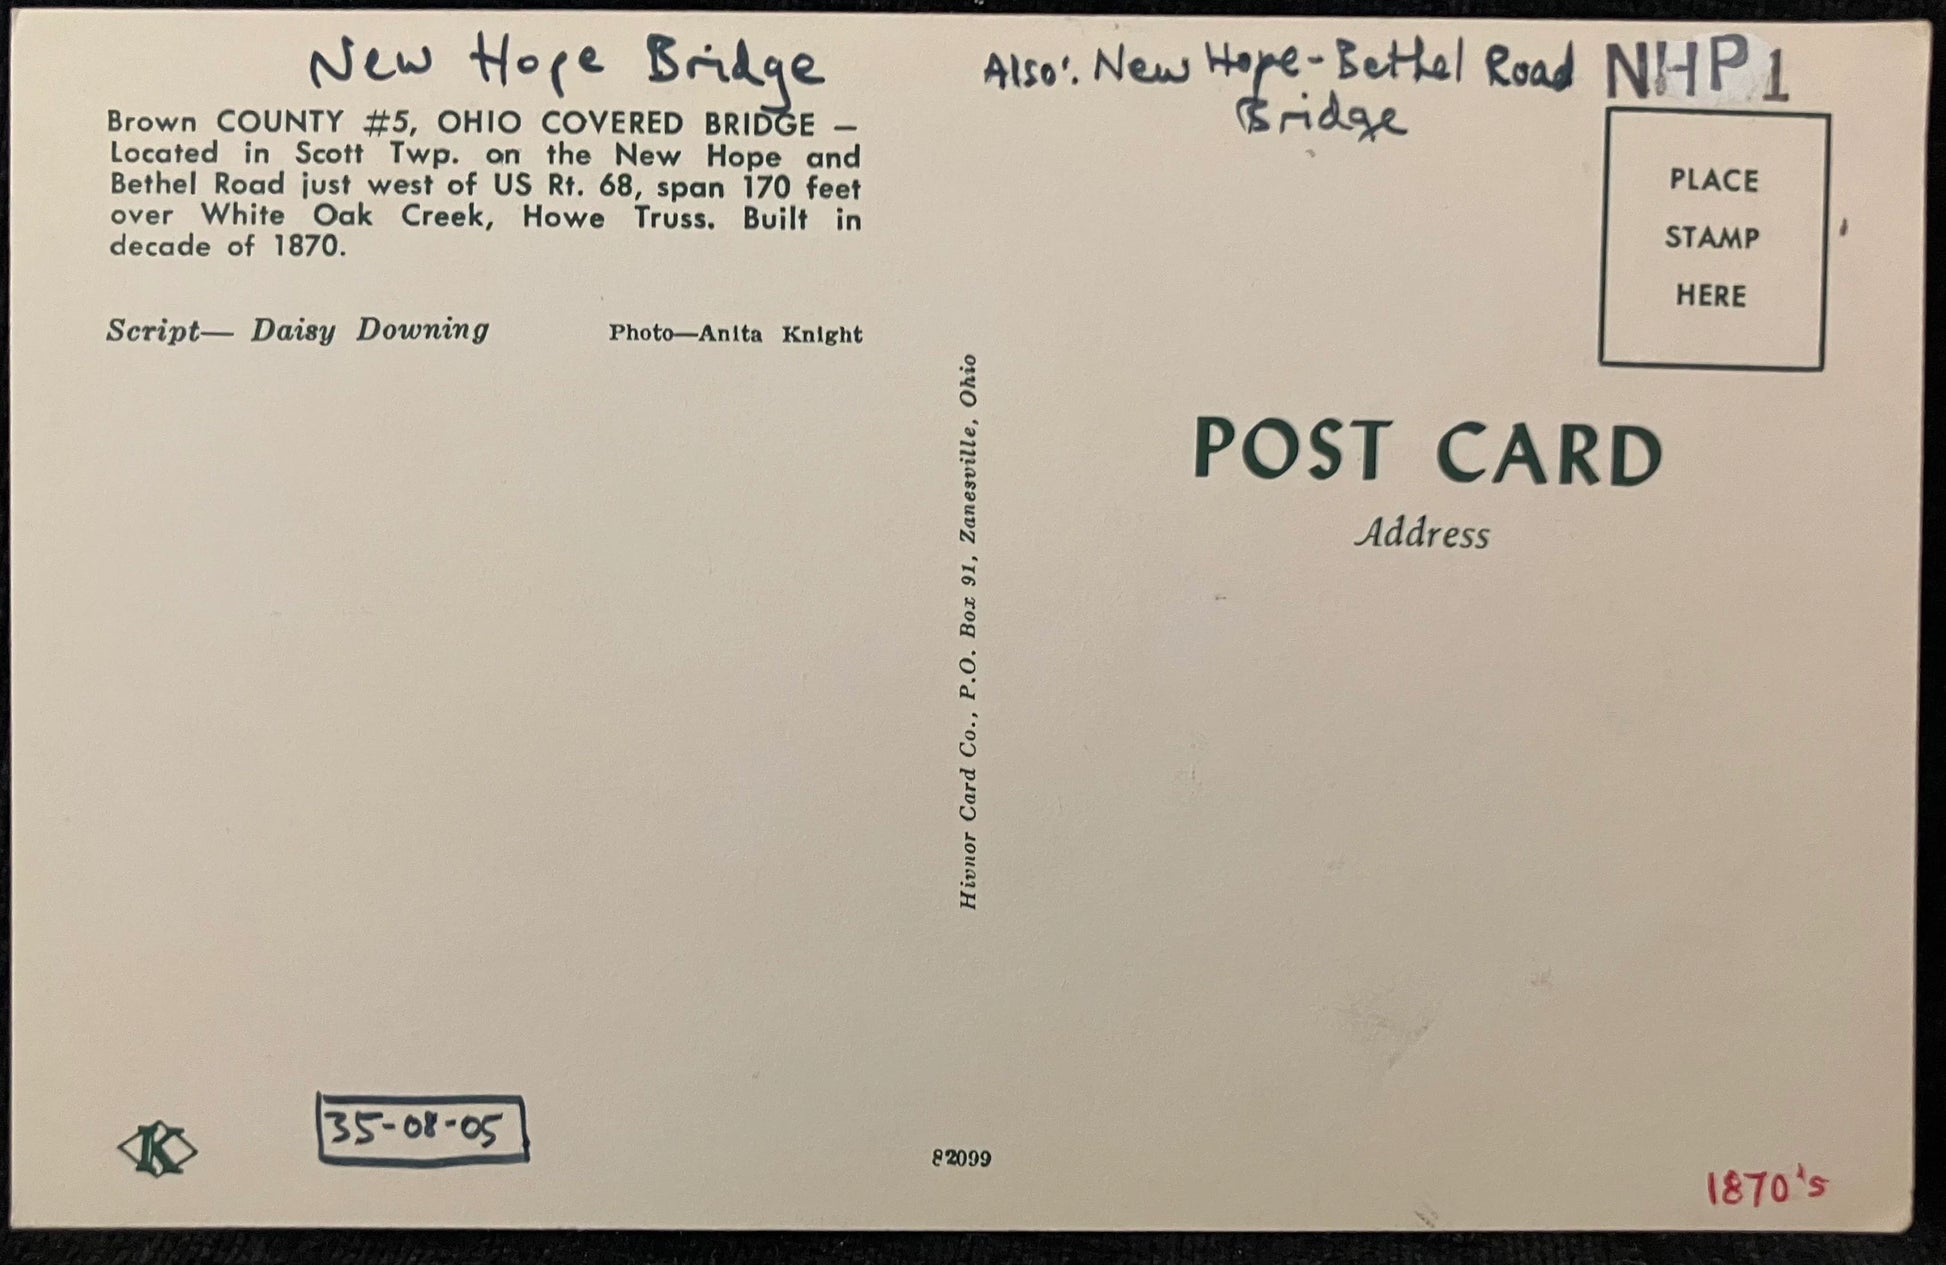 New Hope Bridge
Also: New Hope-Bethel Road
Bridge
NHP 1
Brown COUNTY #5, OHIO COVERED BRIDGE —
Located in Scott Twp. on the New Hope and
Bethel Road just west of US Rt. 68, span 170 feet
over White Oak Creek, Howe Truss. Built in
decade of 1870.
Script— Daisy Downing
Photo—Anita Knight
PLACE
STAMP
HERE
Hivnor Card Co., P.O. Box 91, Zanesville, Ohio
POST CARD
Address
K
35-08-05
82099
1870's